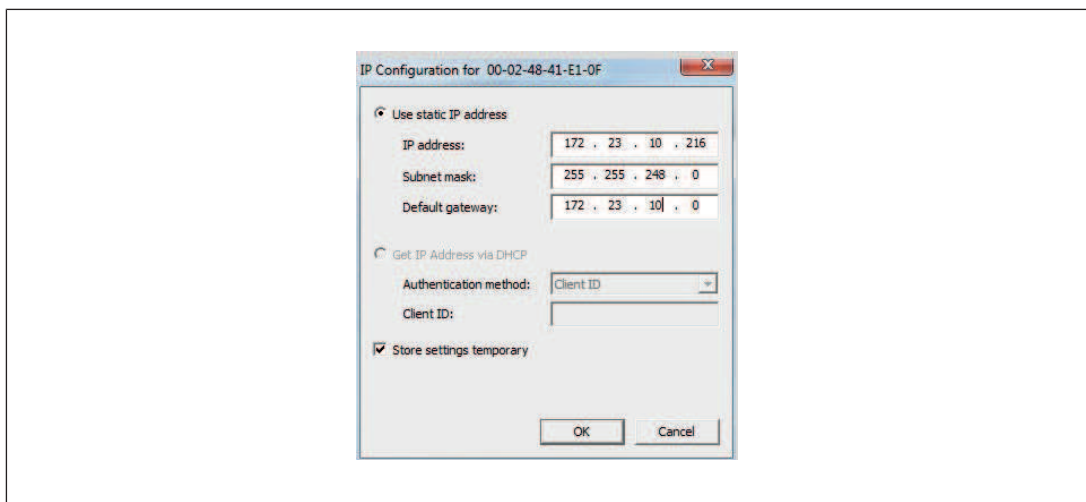 IP Configuration for 00-02-48-41-E1-0F
Use static IP address
IP address: 172 . 23 . 10 . 216
Subnet mask: 255 . 255 . 248 . 0
Default gateway: 172 . 23 . 10 . 0
Get IP Address via DHCP
Authentication method: Client ID
Client ID:
Store settings temporary
OK Cancel